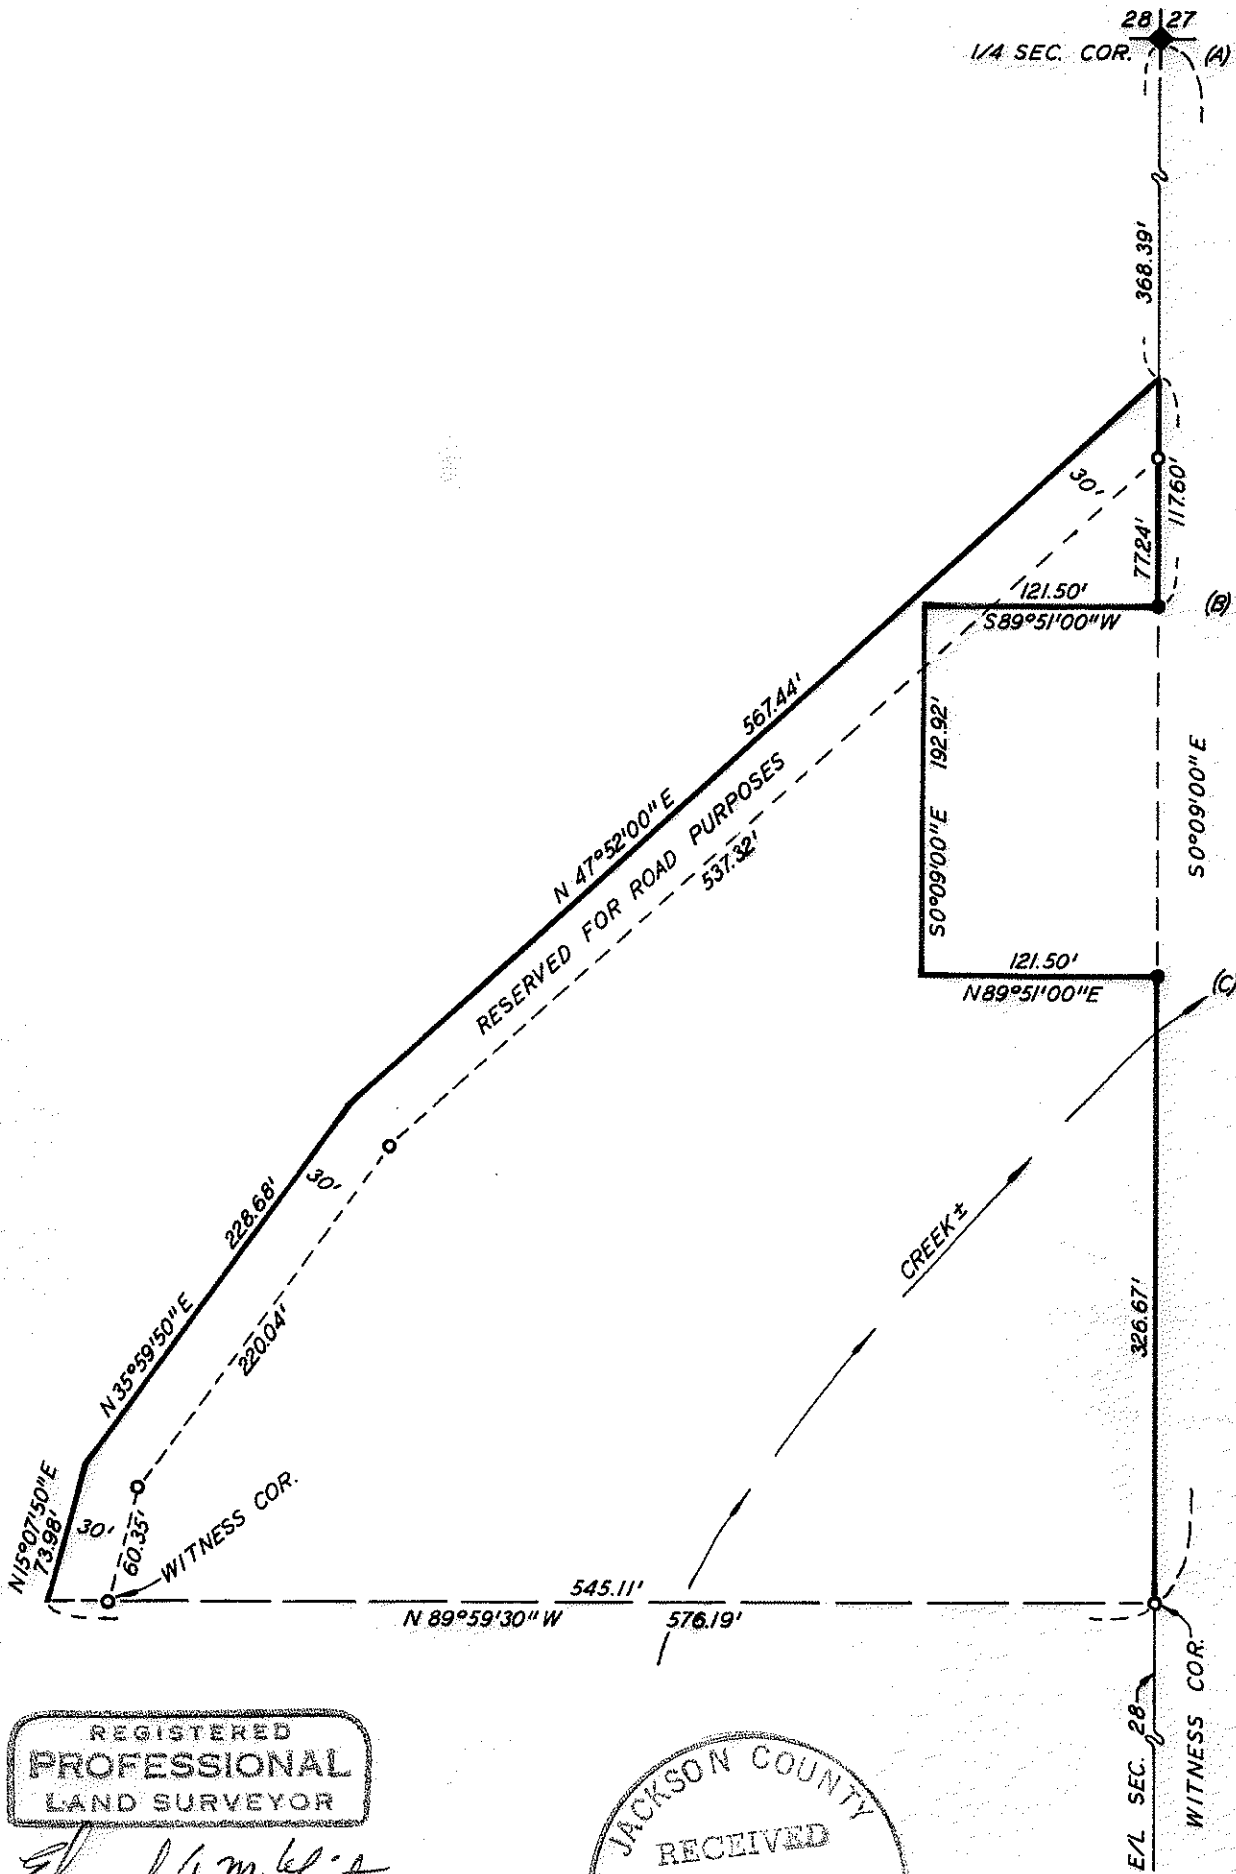 28 27
1/4 SEC. COR.
(A)
368.39'
30'
117.60'
77.24'
121.50'
S89°51'00"W
(B)
567.44'
N 47°52'00"E
RESERVED FOR ROAD PURPOSES
537.32'
S0°09'00"E 192.92'
S0°09'00"E
121.50'
N89°51'00"E
(C)
30'
228.68'
N 35°59'50"E
220.04'
CREEK ±
326.67'
N15°07'50"E
73.98'
30'
60.35'
WITNESS COR.
545.11'
N 89°59'30"W
576.19'
WITNESS COR.
E/L SEC. 28
REGISTERED
PROFESSIONAL
LAND SURVEYOR
JACKSON COUNTY
RECEIVED